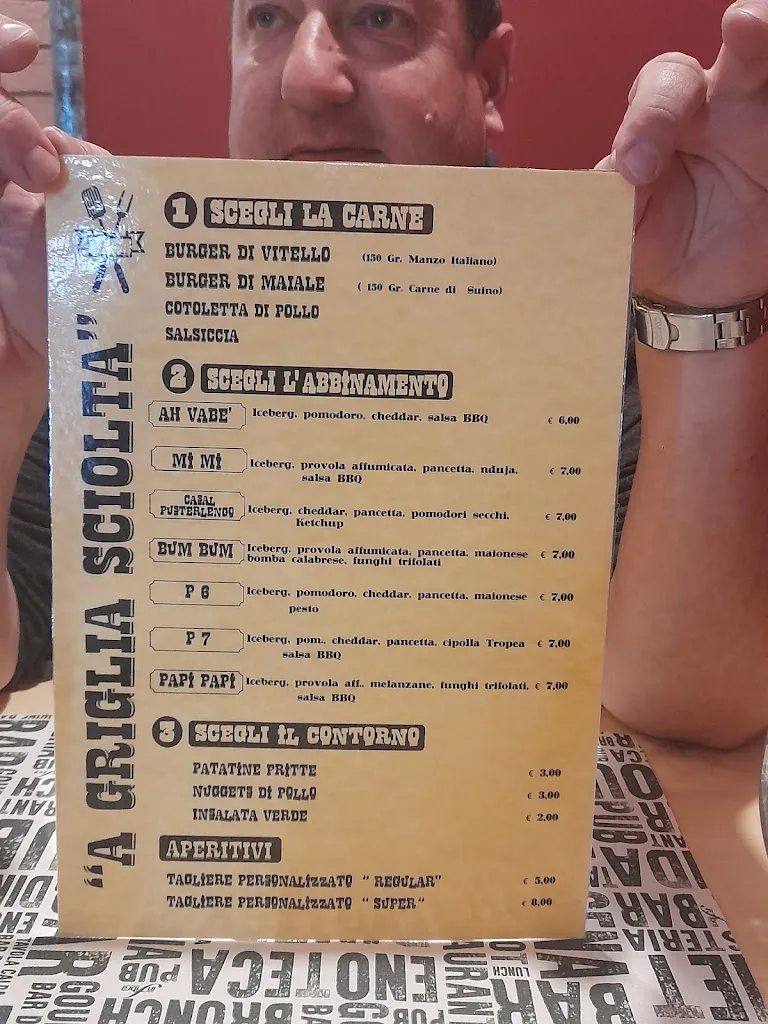 "A GRIGLIA SCIOLTA"
1 SCEGLI LA CARNE
BURGER DI VITELLO (150 Gr. Manzo Italiano)
BURGER DI MAIALE ( 150 Gr. Carne di Suino)
COTOLETTA DI POLLO
SALSICCIA
2 SCEGLI L'ABBINAMENTO
AH VABE' Iceberg, pomodoro, cheddar, salsa BBQ € 6,00
MI MI Iceberg, provola affumicata, pancetta, nduja, € 7,00
salsa BBQ
CASAL
PUSTERLENGO Iceberg, cheddar, pancetta, pomodori secchi, € 7,00
Ketchup
BUM BUM Iceberg, provola affumicata, pancetta, maionese € 7,00
bomba calabrese, funghi trifolati
P 6 Iceberg, pomodoro, cheddar, pancetta, maionese € 7,00
pesto
P 7 Iceberg, pom., cheddar, pancetta, cipolla Tropea € 7,00
salsa BBQ
PAPI PAPI Iceberg, provola aff., melanzane, funghi trifolati, € 7,00
salsa BBQ
3 SCEGLI IL CONTORNO
PATATINE FRITTE € 3,00
NUGGETS DI POLLO € 3,00
INSALATA VERDE € 2,00
APERITIVI
TAGLIERE PERSONALIZZATO " REGULAR" € 5,00
TAGLIERE PERSONALIZZATO " SUPER" € 8,00
PUB
BAR
ENOTECA
BRUNCH
LUNCH